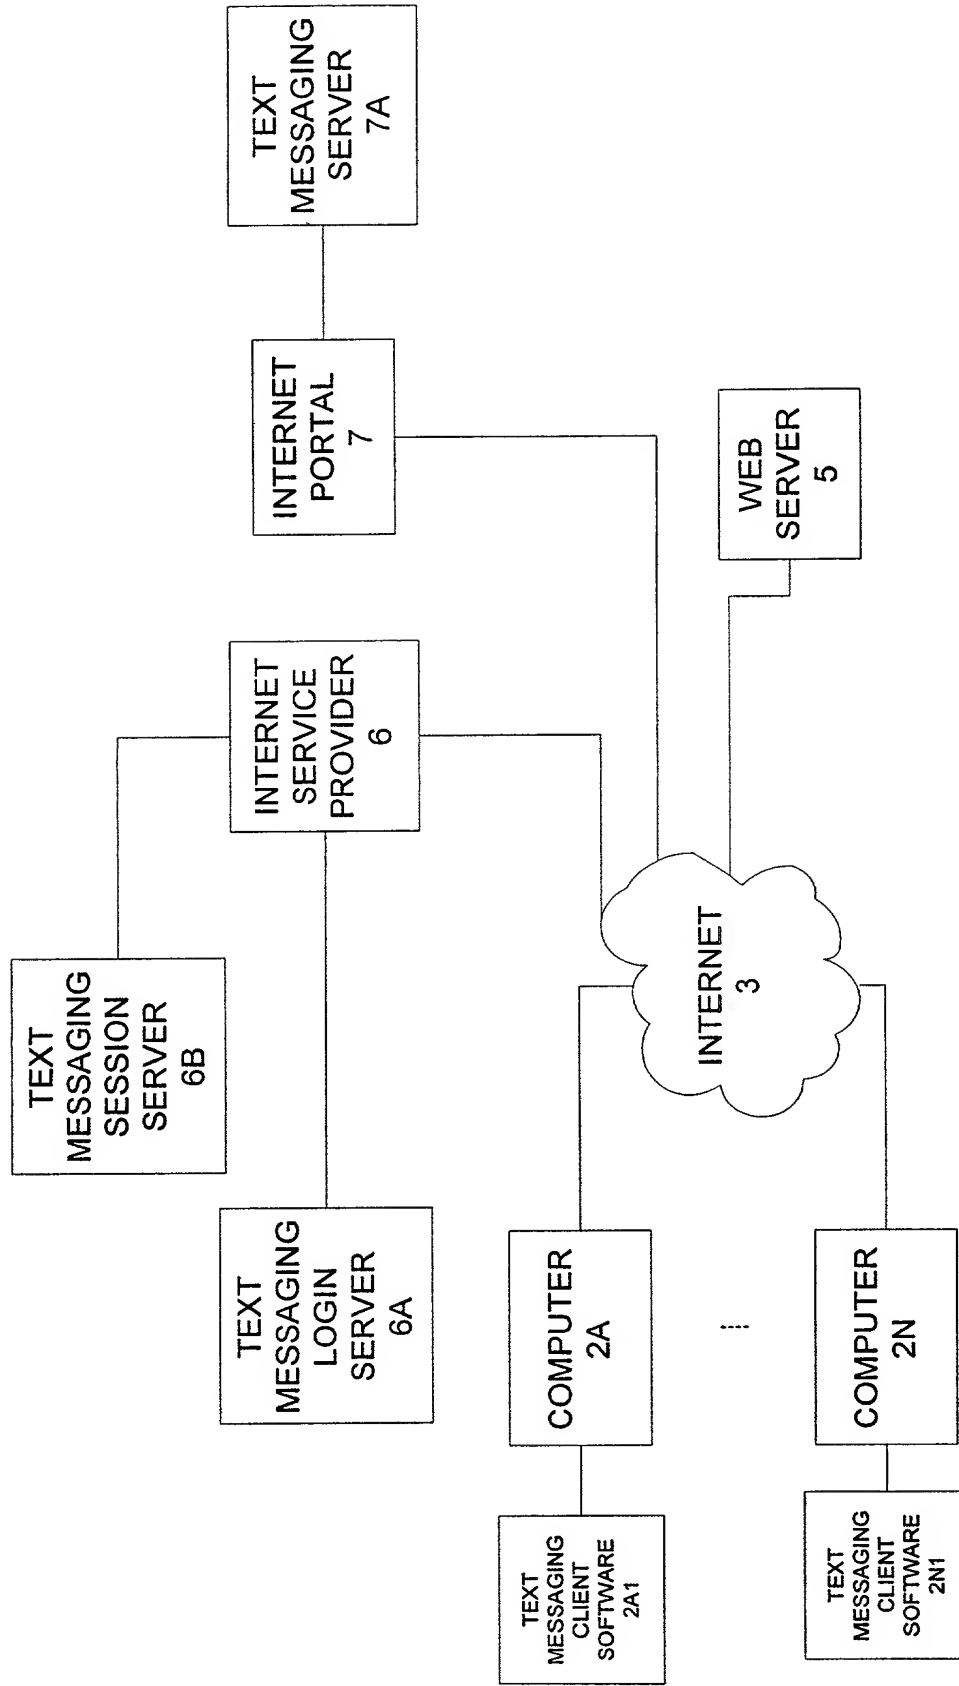 TEXT
MESSAGING
SESSION
SERVER
6B
TEXT
MESSAGING
LOGIN
SERVER
6A
INTERNET
SERVICE
PROVIDER
6
INTERNET
PORTAL
7
TEXT
MESSAGING
SERVER
7A
TEXT
MESSAGING
CLIENT
SOFTWARE
2A1
COMPUTER
2A
INTERNET
3
WEB
SERVER
5
TEXT
MESSAGING
CLIENT
SOFTWARE
2N1
COMPUTER
2N